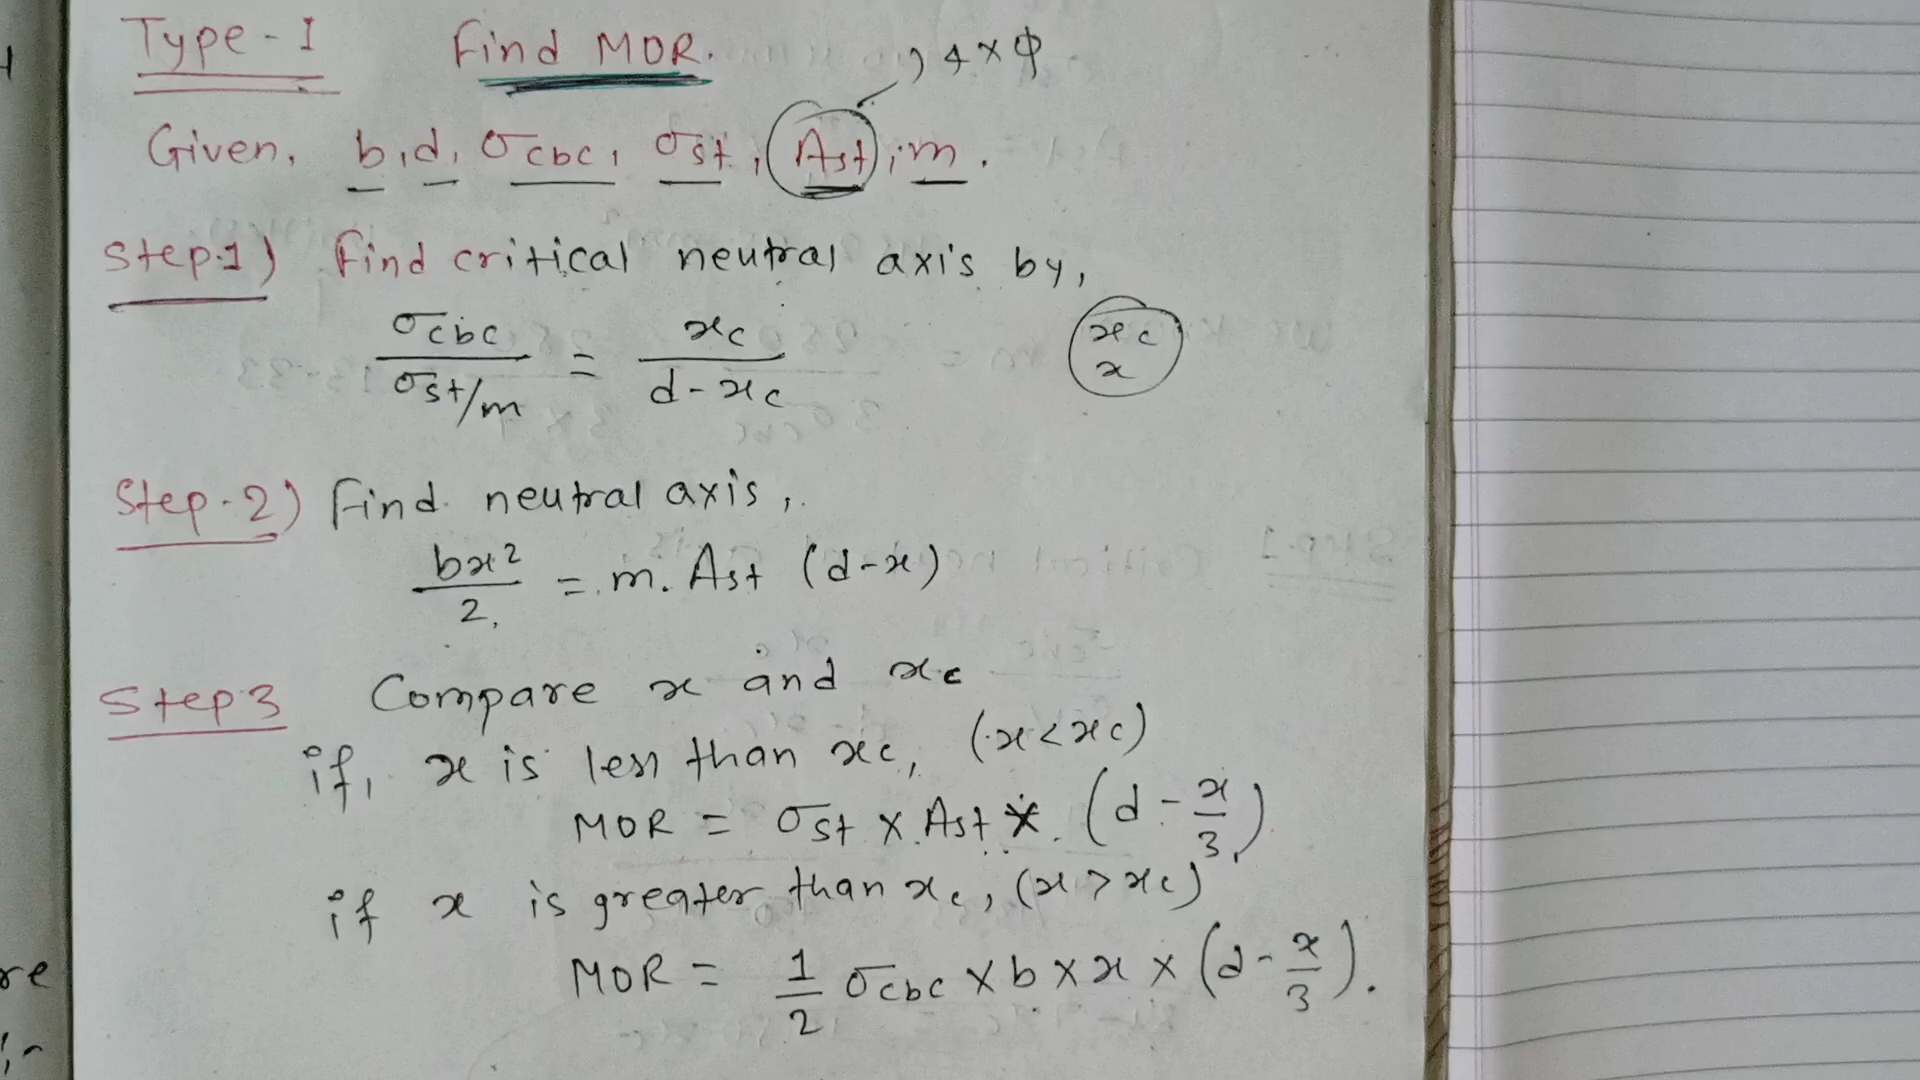 Type-I Find MOR. , 4xφ
Given, b, d, σcbc, σst, Ast, m.
Step.1) Find critical neutral axis by,
σcbc / σst/m = xc / d-xc
xc
x
Step-2) Find neutral axis,
bx² / 2 = m. Ast (d-x)
Step 3 Compare x and xc
if, x is less than xc, (x<xc)
MOR = σst x Ast x (d - x/3)
if x is greater than xc, (x > xc)
MOR = 1/2 σcbc x b x x x (d - x/3).
re